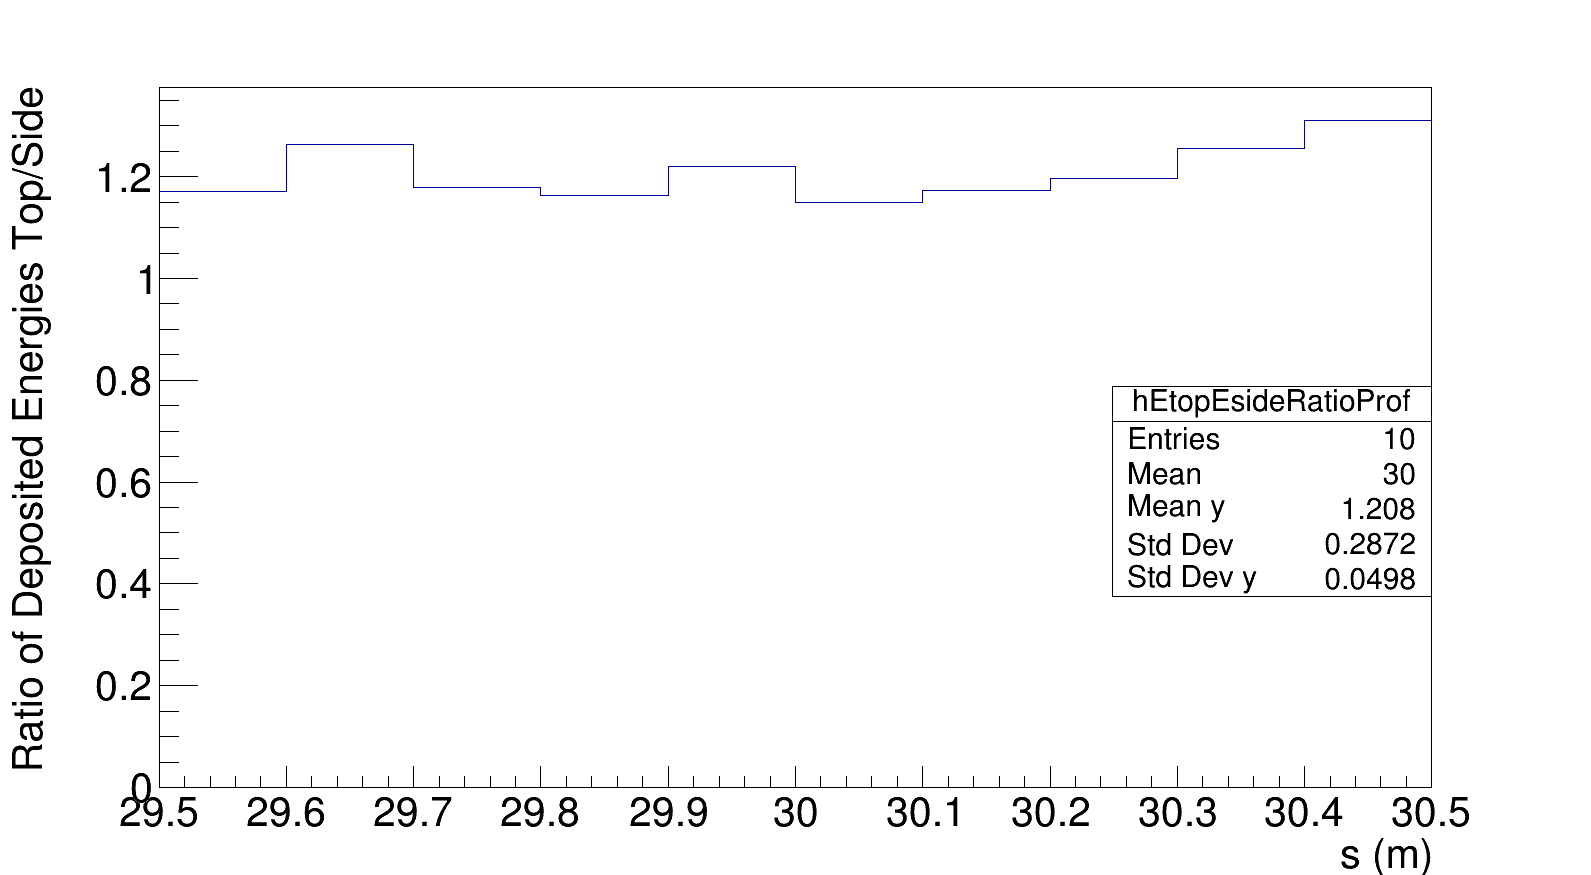 Ratio of Deposited Energies Top/Side
1.2
1
0.8
0.6
0.4
0.2
0
hEtopEsideRatioProf
Entries 10
Mean 30
Mean y 1.208
Std Dev 0.2872
Std Dev y 0.0498
29.5 29.6 29.7 29.8 29.9 30 30.1 30.2 30.3 30.4 30.5
s (m)